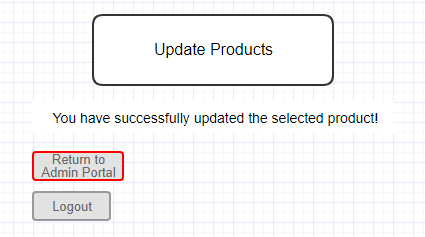 Update Products
You have successfully updated the selected product!
Return to
Admin Portal
Logout